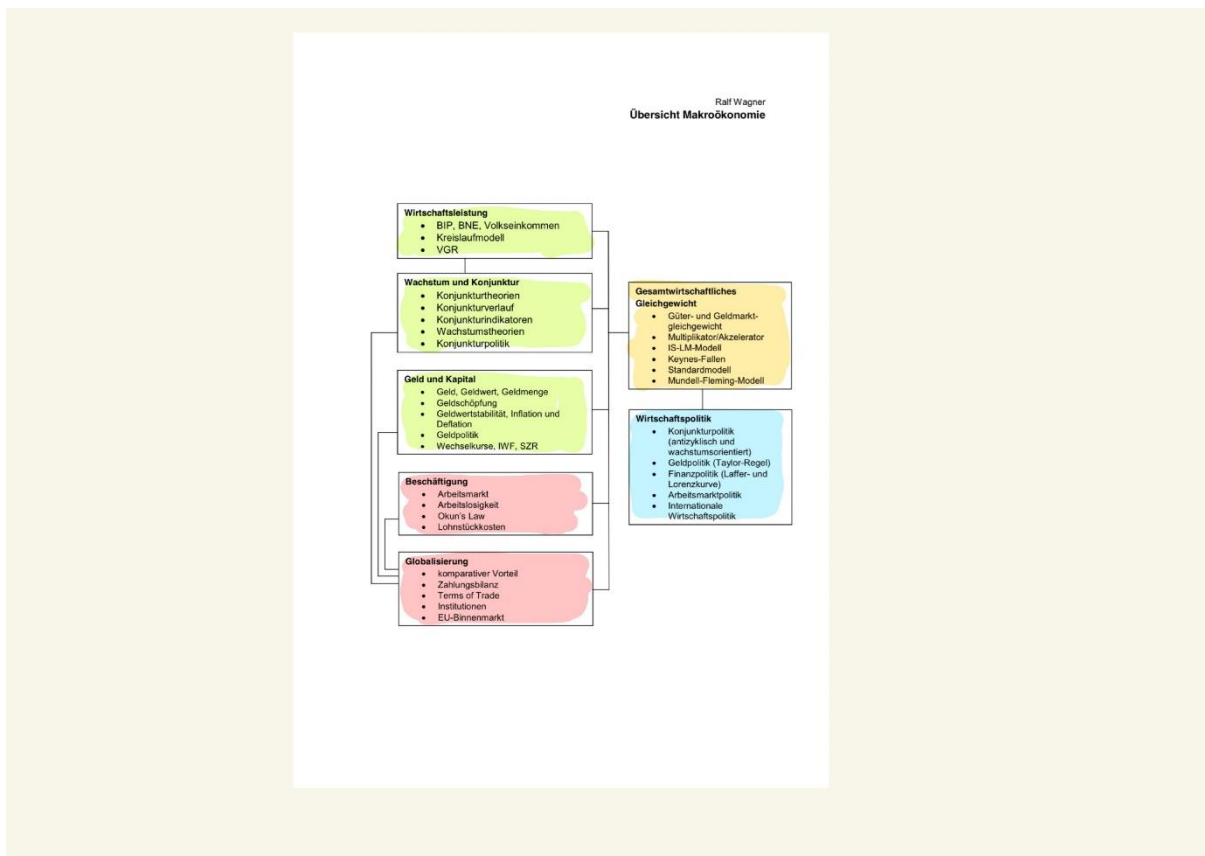 Ralf Wagner
Übersicht Makroökonomie
Wirtschaftsleistung
• BIP, BNE, Volkseinkommen
• Kreislaufmodell
• VGR
Wachstum und Konjunktur
• Konjunkturtheorien
• Konjunkturverlauf
• Konjunkturindikatoren
• Wachstumstheorien
• Konjunkturpolitik
Geld und Kapital
• Geld, Geldwert, Geldmenge
• Geldschöpfung
• Geldwertstabilität, Inflation und
Deflation
• Geldpolitik
• Wechselkurse, IWF, SZR
Beschäftigung
• Arbeitsmarkt
• Arbeitslosigkeit
• Okun's Law
• Lohnstückkosten
Globalisierung
• komparativer Vorteil
• Zahlungsbilanz
• Terms of Trade
• Institutionen
• EU-Binnenmarkt
Gesamtwirtschaftliches
Gleichgewicht
• Güter- und Geldmarkt-
gleichgewicht
• Multiplikator/Akzelerator
• IS-LM-Modell
• Keynes-Fallen
• Standardmodell
• Mundell-Fleming-Modell
Wirtschaftspolitik
• Konjunkturpolitik
(antizyklisch und
wachstumsorientiert)
• Geldpolitik (Taylor-Regel)
• Finanzpolitik (Laffer- und
Lorenzkurve)
• Arbeitsmarktpolitik
• Internationale
Wirtschaftspolitik